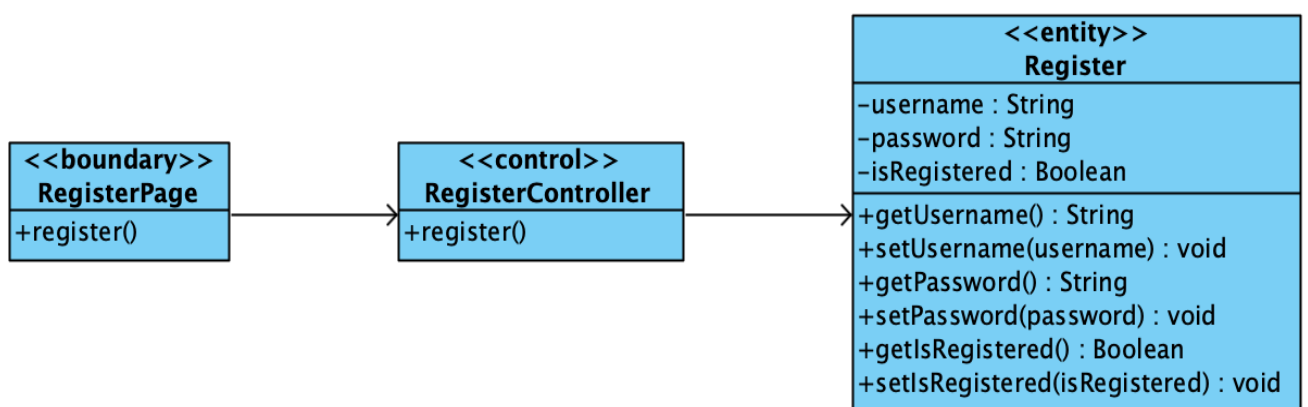 <<boundary>>
RegisterPage
+register()
<<control>>
RegisterController
+register()
<<entity>>
Register
-username : String
-password : String
-isRegistered : Boolean
+getUsername() : String
+setUsername(username) : void
+getPassword() : String
+setPassword(password) : void
+getIsRegistered() : Boolean
+setIsRegistered(isRegistered) : void